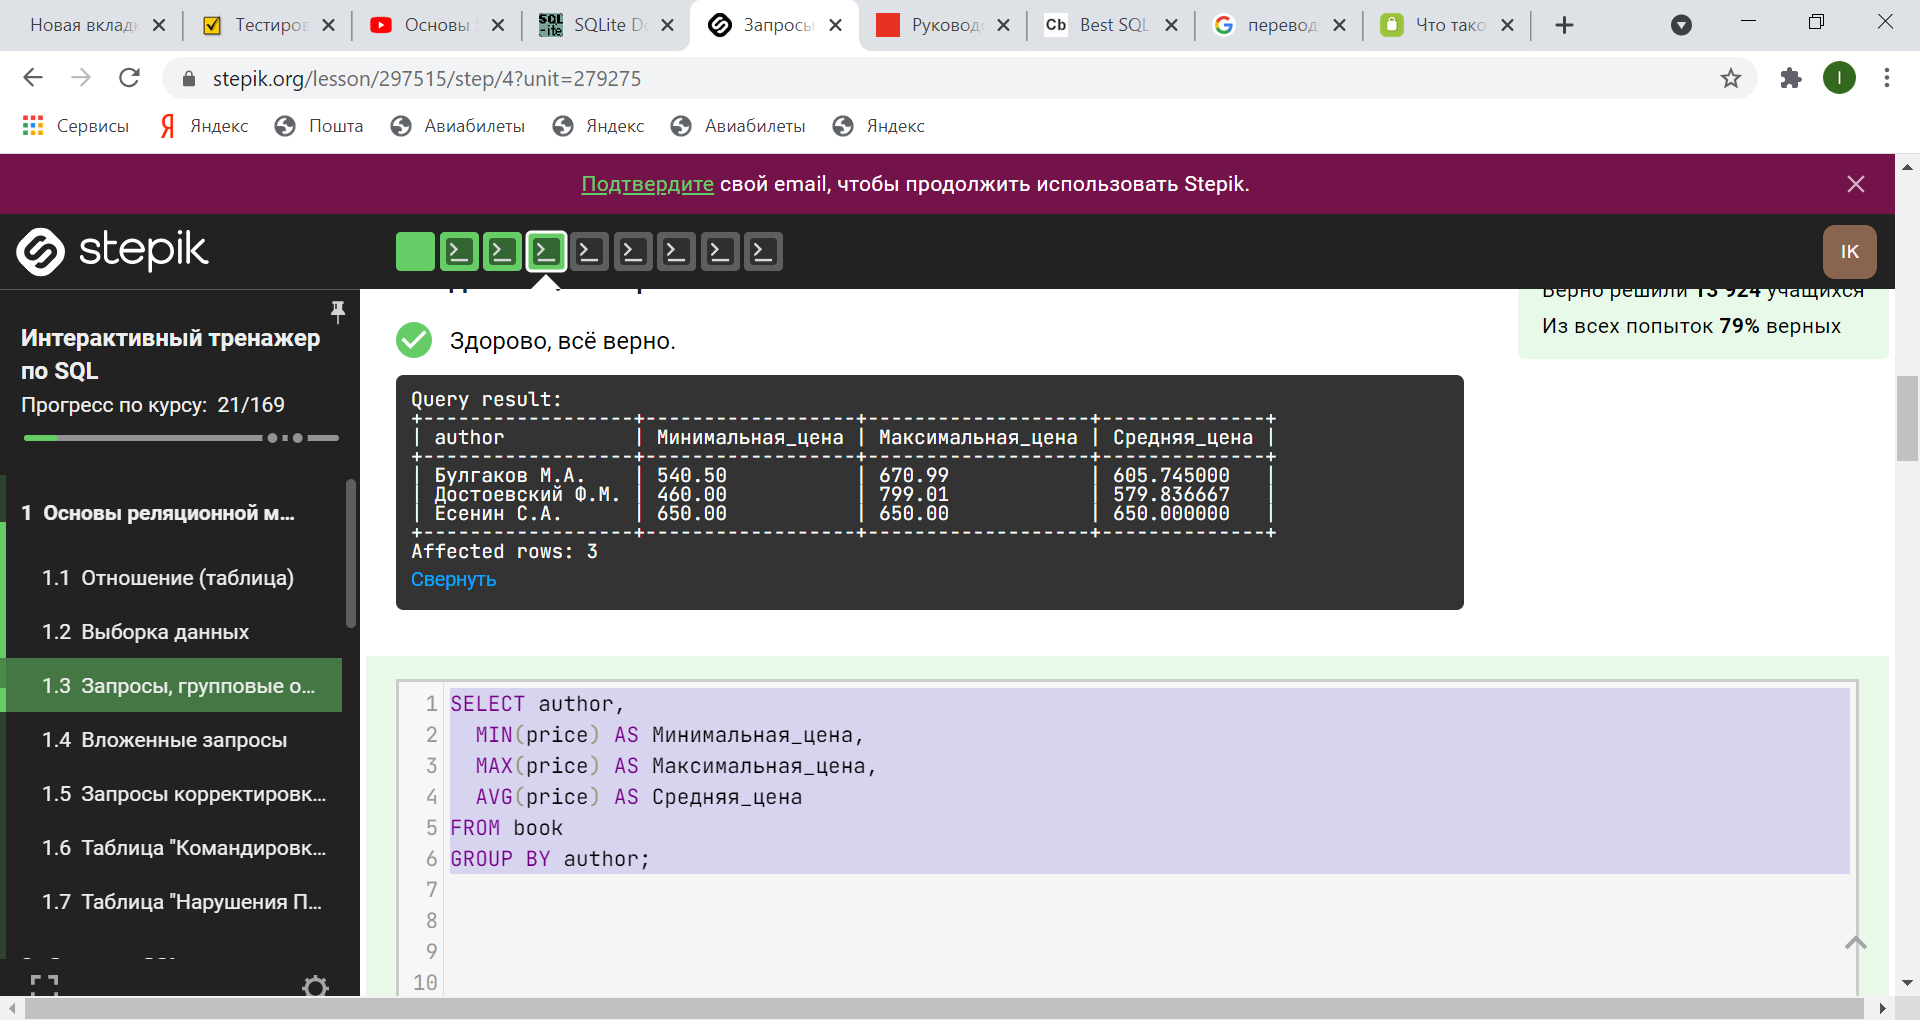 Новая вклад
Тестиров
Основы
SQLite D
Запросы
Руковод
Cb Best SQL
перевод
Что тако
stepik.org/lesson/297515/step/4?unit=279275
I
Сервисы
Я Яндекс
Пошта
Авиабилеты
Яндекс
Авиабилеты
Яндекс
Подтвердите свой email, чтобы продолжить использовать Stepik.
stepik
IK
Интерактивный тренажер
по SQL
Прогресс по курсу: 21/169
1 Основы реляционной м...
1.1 Отношение (таблица)
1.2 Выборка данных
1.3 Запросы, групповые о...
1.4 Вложенные запросы
1.5 Запросы корректировк...
1.6 Таблица "Командировк...
1.7 Таблица "Нарушения П...
Верно решили 13 924 учащихся
Из всех попыток 79% верных
Здорово, всё верно.
Query result:
+-------------------+------------------+-------------------+--------------+
| author | Минимальная_цена | Максимальная_цена | Средняя_цена |
+-------------------+------------------+-------------------+--------------+
| Булгаков М.А. | 540.50 | 670.99 | 605.745000 |
| Достоевский Ф.М. | 460.00 | 799.01 | 579.836667 |
| Есенин С.А. | 650.00 | 650.00 | 650.000000 |
+-------------------+------------------+-------------------+--------------+
Affected rows: 3
Свернуть
1 SELECT author,
2 MIN(price) AS Минимальная_цена,
3 MAX(price) AS Максимальная_цена,
4 AVG(price) AS Средняя_цена
5 FROM book
6 GROUP BY author;
7
8
9
10